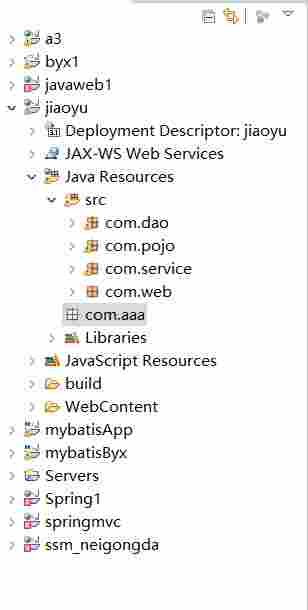 a3
byx1
javaweb1
jiaoyu
Deployment Descriptor: jiaoyu
JAX-WS Web Services
Java Resources
src
com.dao
com.pojo
com.service
com.web
com.aaa
Libraries
JavaScript Resources
build
WebContent
mybatisApp
mybatisByx
Servers
Spring1
springmvc
ssm_neigongda